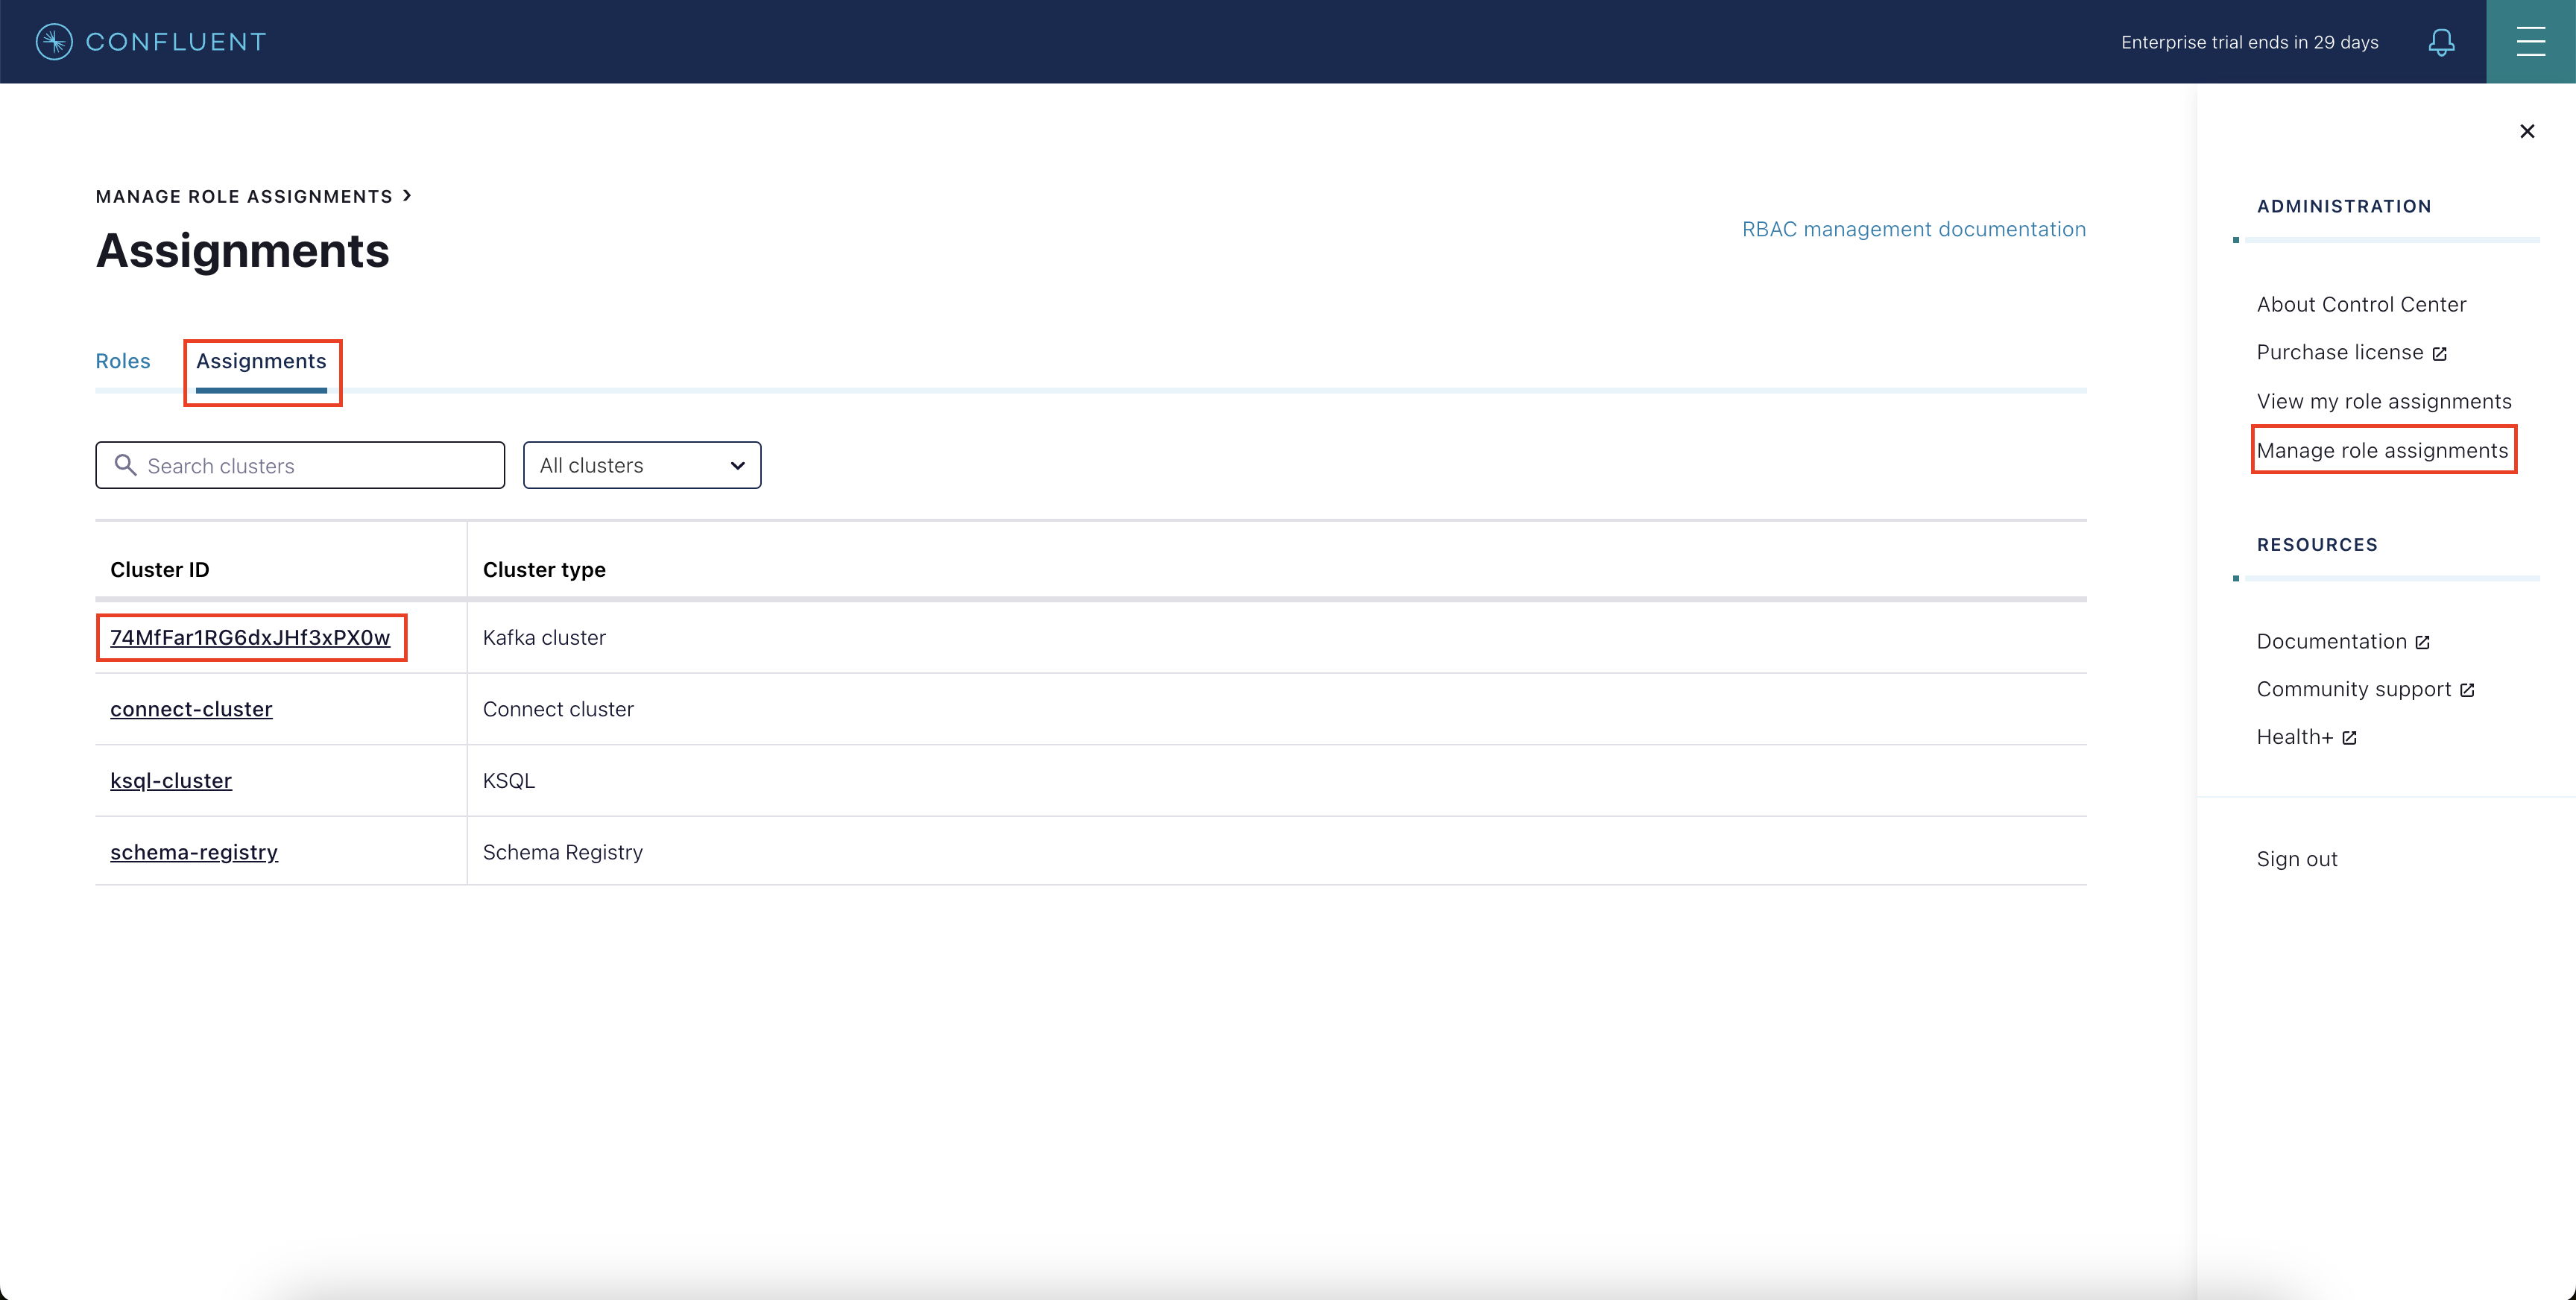 CONFLUENT
Enterprise trial ends in 29 days
MANAGE ROLE ASSIGNMENTS
Assignments
RBAC management documentation
Roles
Assignments
Search clusters
All clusters
Cluster ID
Cluster type
74MfFar1RG6dxJHf3xPX0w
Kafka cluster
connect-cluster
Connect cluster
ksql-cluster
KSQL
schema-registry
Schema Registry
ADMINISTRATION
About Control Center
Purchase license
View my role assignments
Manage role assignments
RESOURCES
Documentation
Community support
Health+
Sign out